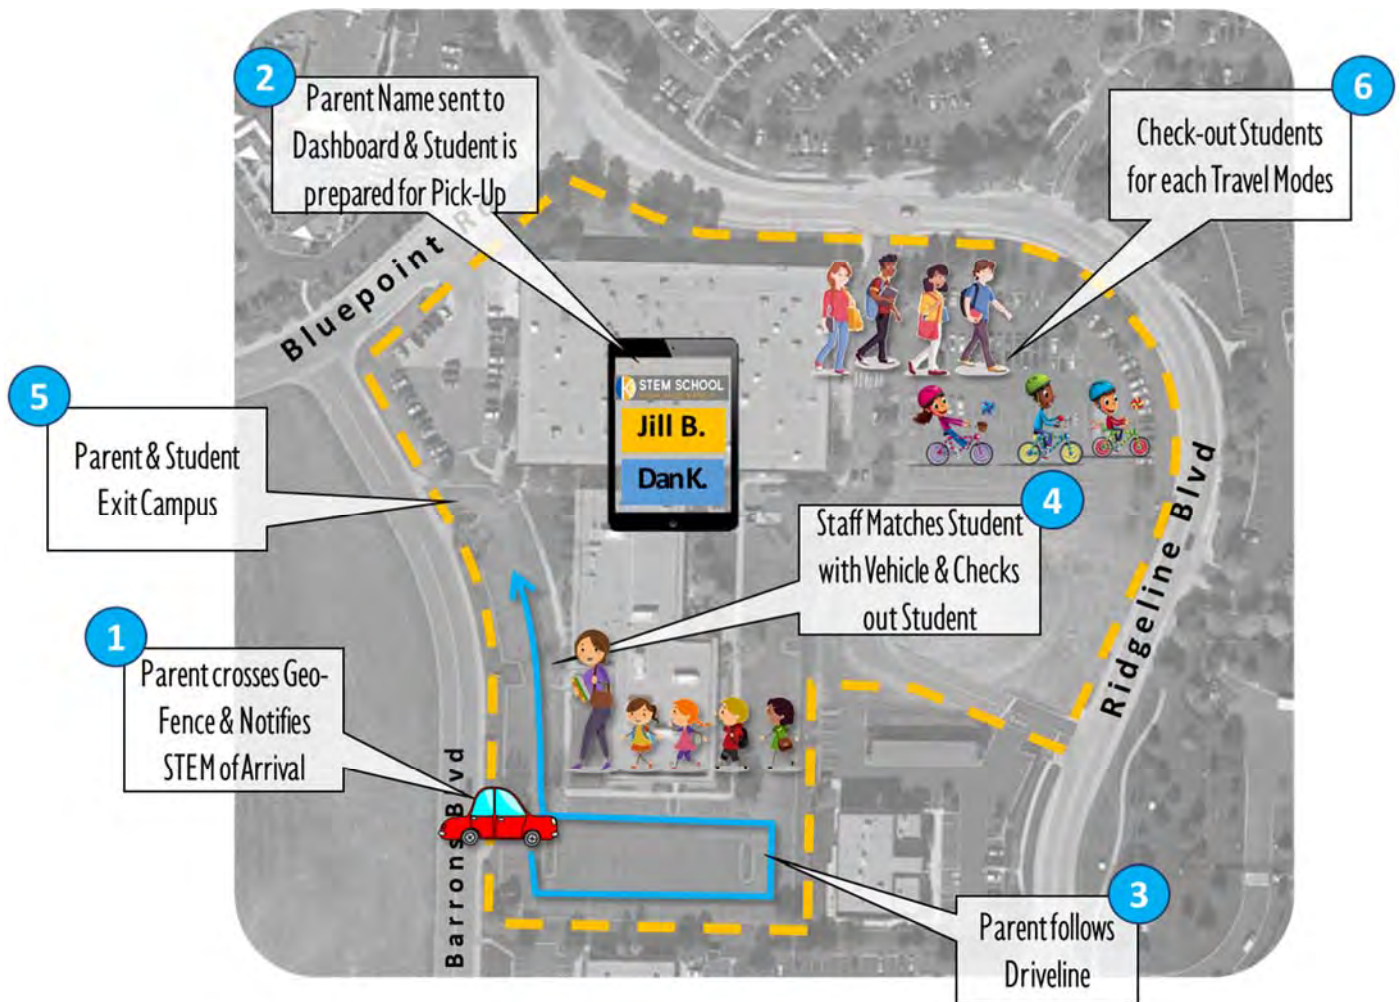 2
Parent Name sent to
Dashboard & Student is
prepared for Pick-Up
6
Check-out Students
for each Travel Modes
Bluepoint Rd
5
Parent & Student
Exit Campus
STEM SCHOOL
Jill B.
Dan K.
4
Staff Matches Student
with Vehicle & Checks
out Student
Ridgeline Blvd
1
Parent crosses Geo-
Fence & Notifies
STEM of Arrival
Barrons Blvd
3
Parent follows
Driveline